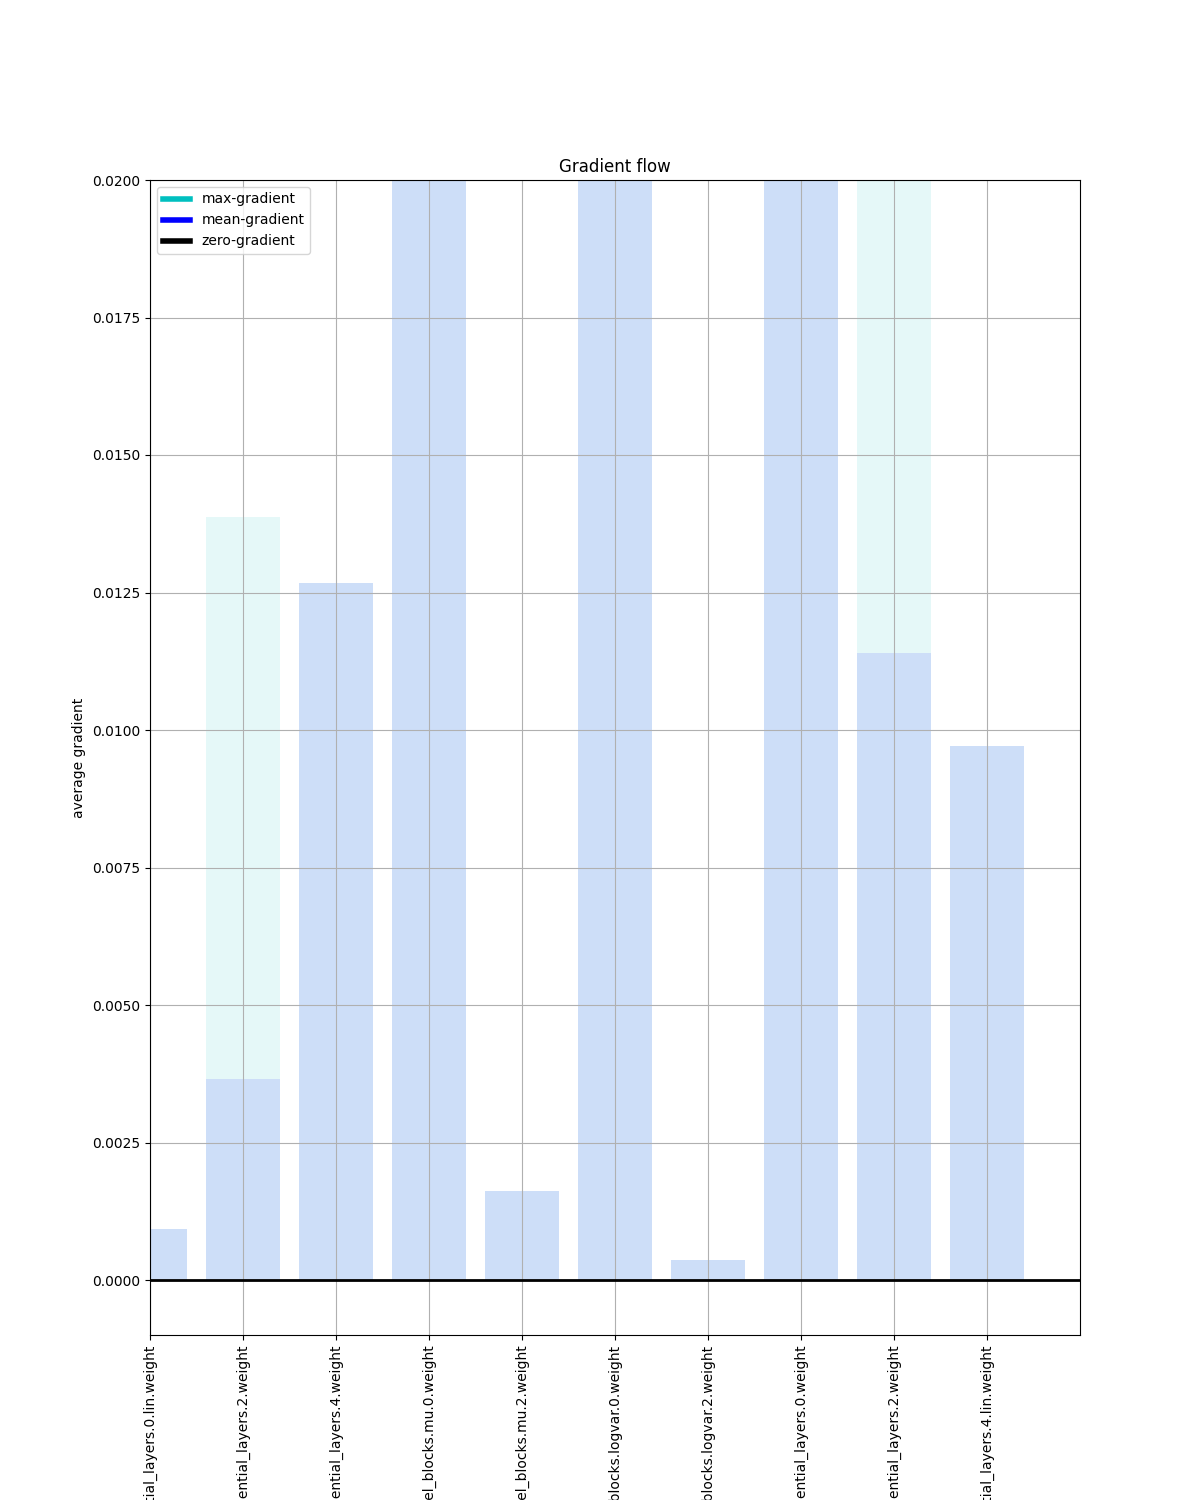 Gradient flow
max-gradient
mean-gradient
zero-gradient
0.0200
0.0175
0.0150
0.0125
0.0100
0.0075
0.0050
0.0025
0.0000
average gradient
tial_layers.0.lin.weight
ential_layers.2.weight
ential_layers.4.weight
el_blocks.mu.0.weight
el_blocks.mu.2.weight
blocks.logvar.0.weight
blocks.logvar.2.weight
ential_layers.0.weight
ential_layers.2.weight
tial_layers.4.lin.weight